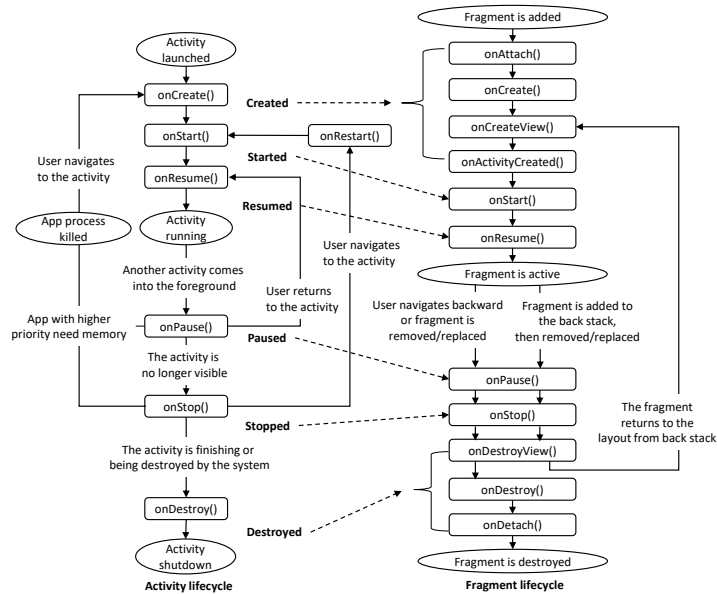 Activity
launched
onCreate()
onStart()
onRestart()
onResume()
User navigates
to the activity
App process
killed
Activity
running
User navigates
to the activity
Another activity comes
into the foreground
User returns
to the activity
App with higher
priority need memory
onPause()
The activity is
no longer visible
onStop()
The activity is finishing or
being destroyed by the system
onDestroy()
Activity
shutdown
Activity lifecycle
Created
Started
Resumed
Paused
Stopped
Destroyed
Fragment is added
onAttach()
onCreate()
onCreateView()
onActivityCreated()
onStart()
onResume()
Fragment is active
User navigates backward
or fragment is
removed/replaced
Fragment is added to
the back stack,
then removed/replaced
onPause()
onStop()
The fragment
returns to the
layout from back stack
onDestroyView()
onDestroy()
onDetach()
Fragment is destroyed
Fragment lifecycle